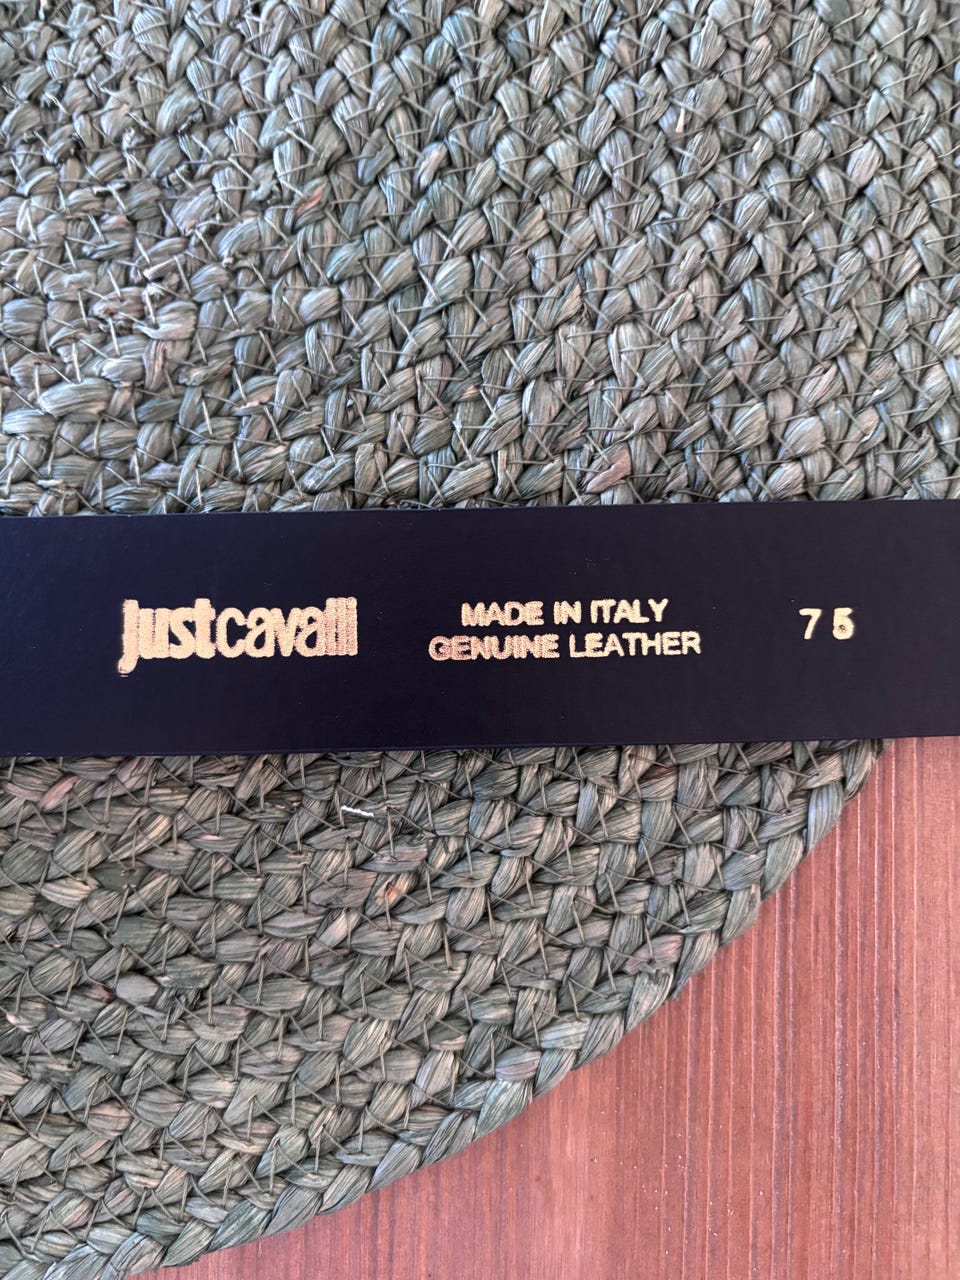 justcavalli
MADE IN ITALY
GENUINE LEATHER
75